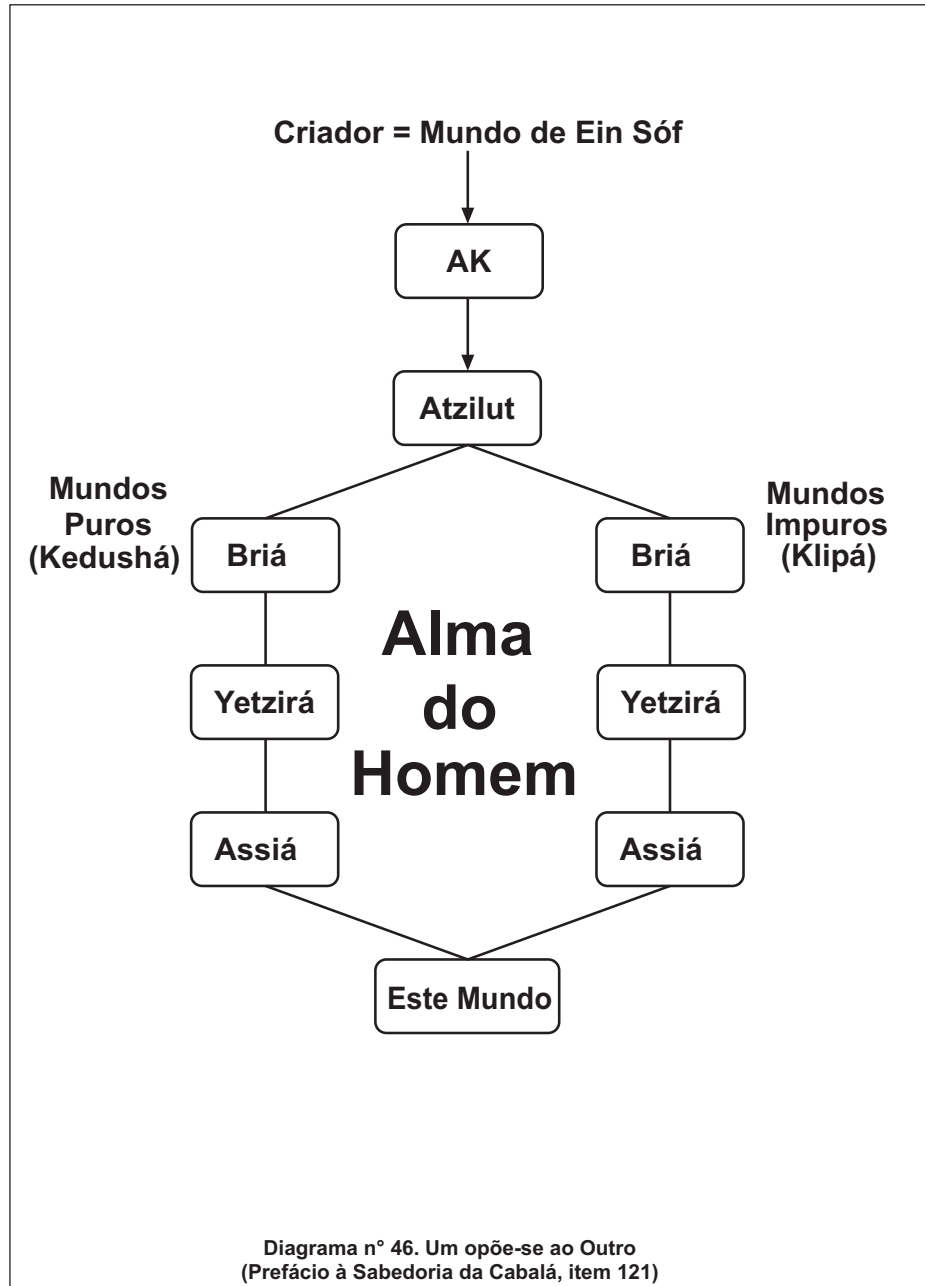 Criador = Mundo de Ein Sóf
AK
Atzilut
Mundos
Puros
(Kedushá)
Mundos
Impuros
(Klipá)
Briá
Briá
Alma
do
Homem
Yetzirá
Yetzirá
Assiá
Assiá
Este Mundo
Diagrama n° 46. Um opõe-se ao Outro
(Prefácio à Sabedoria da Cabalá, item 121)